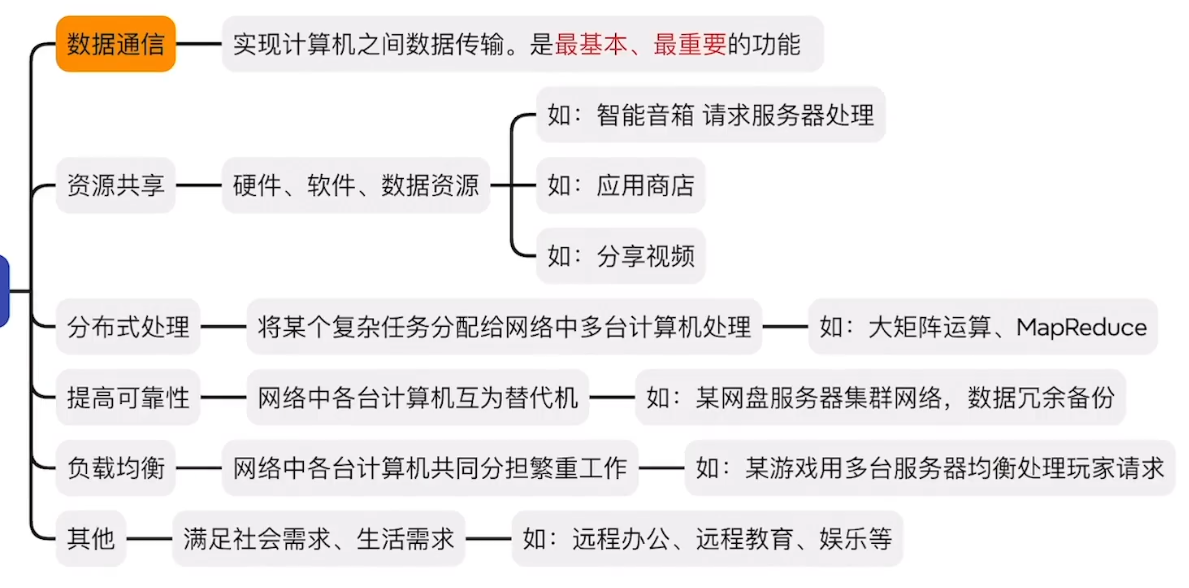 数据通信
实现计算机之间数据传输。是最基本、最重要的功能
资源共享
硬件、软件、数据资源
如：智能音箱 请求服务器处理
如：应用商店
如：分享视频
分布式处理
将某个复杂任务分配给网络中多台计算机处理
如：大矩阵运算、MapReduce
提高可靠性
网络中各台计算机互为替代机
如：某网盘服务器集群网络，数据冗余备份
负载均衡
网络中各台计算机共同分担繁重工作
如：某游戏用多台服务器均衡处理玩家请求
其他
满足社会需求、生活需求
如：远程办公、远程教育、娱乐等